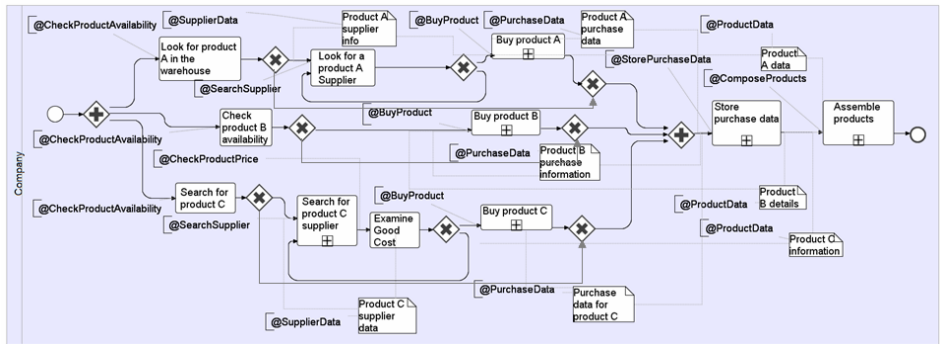 @CheckProductAvailability
@SupplierData
Product A
supplier
info
@BuyProduct
@PurchaseData
Product A
purchase
data
@ProductData
Look for product
A in the
warehouse
Look for a
product A
Supplier
Buy product A
@StorePurchaseData
Product
A data
@SearchSupplier
@ComposeProducts
@BuyProduct
Check
product B
availability
Buy product B
Store
purchase data
Assemble
products
@CheckProductAvailability
@CheckProductPrice
@PurchaseData
Product B
purchase
information
Company
Search for
product C
@BuyProduct
@CheckProductAvailability
@SearchSupplier
Search for
product C
supplier
Examine
Good
Cost
Buy product C
@ProductData
Product
B details
@ProductData
Product C
information
@PurchaseData
Purchase
data for
product C
@SupplierData
Product C
supplier
data